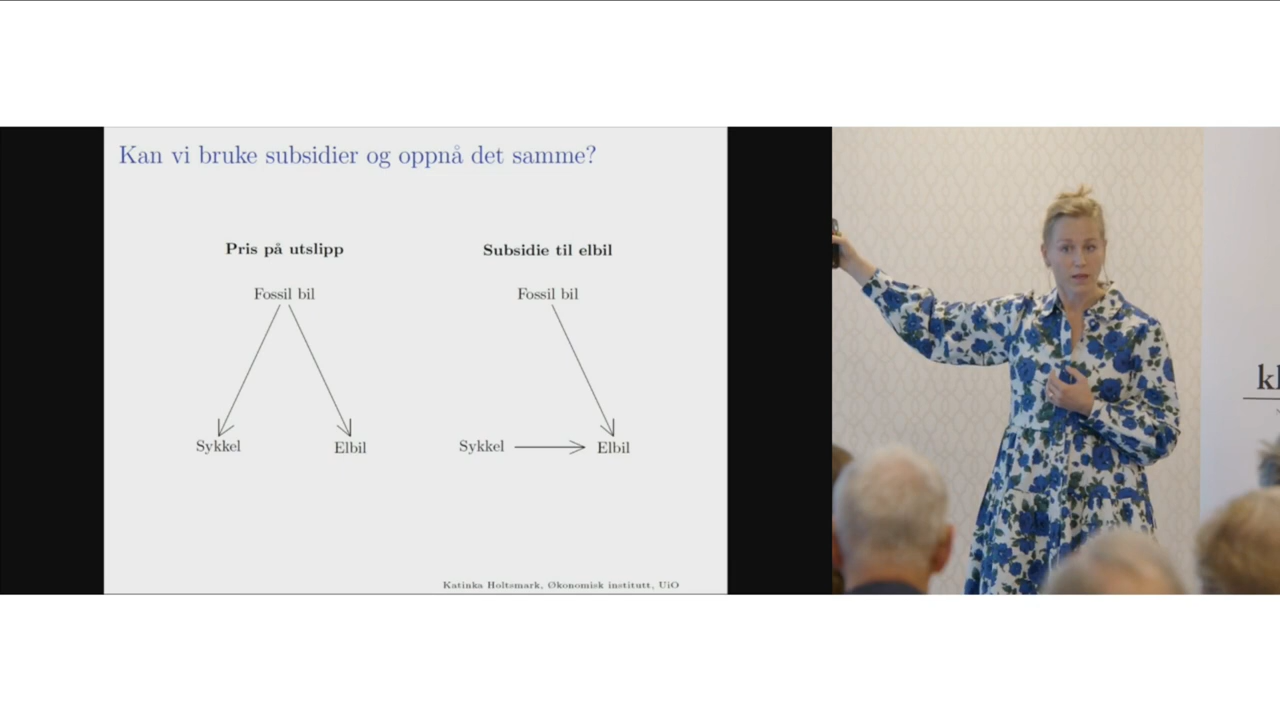 Kan vi bruke subsidier og oppnå det samme?
Pris på utslipp
Fossil bil
Sykkel
Elbil
Subsidie til elbil
Fossil bil
Sykkel
Elbil
Katinka Holtsmark, Økonomisk institutt, UiO
kl